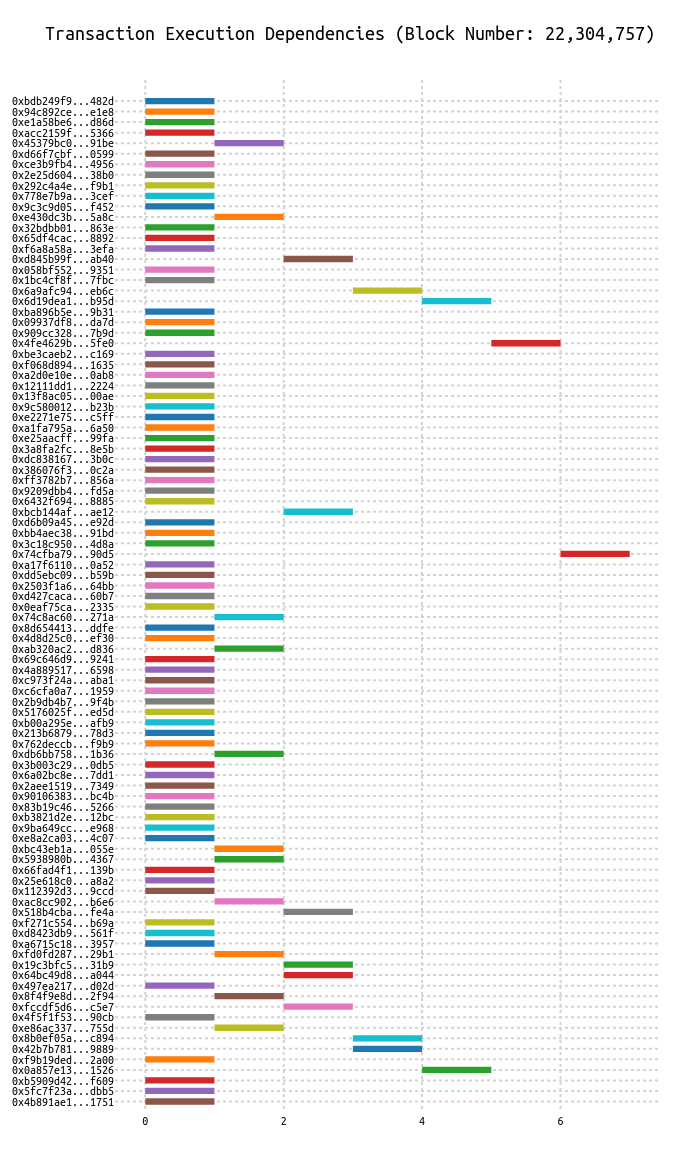 Transaction Execution Dependencies (Block Number: 22,304,757)
0xbdb249f9...482d
0x94c892ce...e1e8
0xe1a58be6...d86d
0xacc2159f...5366
0x45379bc0...91be
0xd66f7cbf...0599
0xce3b9fb4...4956
0x2e25d604...38b0
0x292c4a4e...f9b1
0x778e7b9a...3cef
0x9c3c9d05...f452
0xe430dc3b...5a8c
0x32bdbb01...863e
0x65df4cac...8892
0xf6a8a58a...3efa
0xd845b99f...ab40
0x058bf552...9351
0x1bc4cf8f...7fbc
0x6a9afc94...eb6c
0x6d19dea1...b95d
0xba896b5e...9b31
0x09937df8...da7d
0x909cc328...7b9d
0x4fe4629b...5fe0
0xbe3caeb2...c169
0xf068d894...1635
0xa2d0e10e...0ab8
0x12111dd1...2224
0x13f8ac05...00ae
0x9c580012...b23b
0xe2271e75...c5ff
0xa1fa795a...6a50
0xe25aacff...99fa
0x3a8fa2fc...8e5b
0xdc838167...3b0c
0x386076f3...0c2a
0xff3782b7...856a
0x9209dbb4...fd5a
0x6432f694...8885
0xbcb144af...ae12
0xd6b09a45...e92d
0xbb4aec38...91bd
0x3c18c950...4d8a
0x74cfba79...90d5
0xa17f6110...0a52
0xdd5ebc09...b59b
0x2503f1a6...64bb
0xd427caca...60b7
0x0eaf75ca...2335
0x74c8ac60...271a
0x8d654413...ddfe
0x4d8d25c0...ef30
0xab320ac2...d836
0x69c646d9...9241
0x4a889517...6598
0xc973f24a...aba1
0xc6cfa0a7...1959
0x2b9db4b7...9f4b
0x5176025f...ed5d
0xb00a295e...afb9
0x213b6879...78d3
0x762deccb...f9b9
0xdb6bb758...1b36
0x3b003c29...0db5
0x6a02bc8e...7dd1
0x2aee1519...7349
0x90106383...bc4b
0x83b19c46...5266
0xb3821d2e...12bc
0x9ba649cc...e968
0xe8a2ca03...4c07
0xbc43eb1a...055e
0x5938980b...4367
0x66fad4f1...139b
0x25e618c0...a8a2
0x112392d3...9ccd
0xac8cc902...b6e6
0x518b4cba...fe4a
0xf271c554...b69a
0xd8423db9...561f
0xa6715c18...3957
0xfd0fd287...29b1
0x19c3bfc5...31b9
0x64bc49d8...a044
0x497ea217...d02d
0x8f4f9e8d...2f94
0xfccdf5d6...c5e7
0x4f5f1f53...90cb
0xe86ac337...755d
0x8b0ef05a...c894
0x42b7b781...9889
0xf9b19ded...2a00
0x0a857e13...1526
0xb5909d42...f609
0x5fc7f23a...dbb5
0x4b891ae1...1751
0 2 4 6